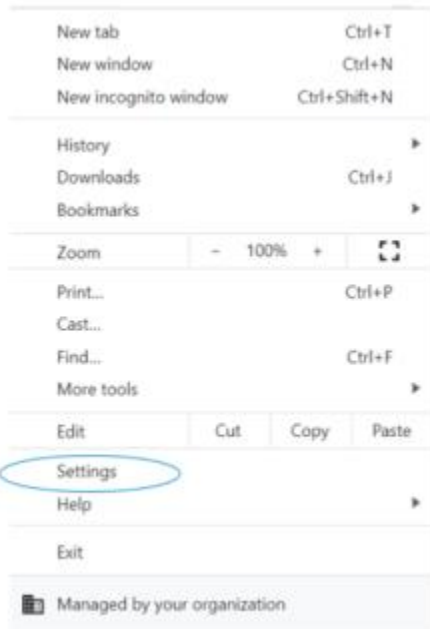 New tab Ctrl+T
New window Ctrl+N
New incognito window Ctrl+Shift+N
History
Downloads Ctrl+J
Bookmarks
Zoom - 100% +
Print... Ctrl+P
Cast...
Find... Ctrl+F
More tools
Edit Cut Copy Paste
Settings
Help
Exit
Managed by your organization